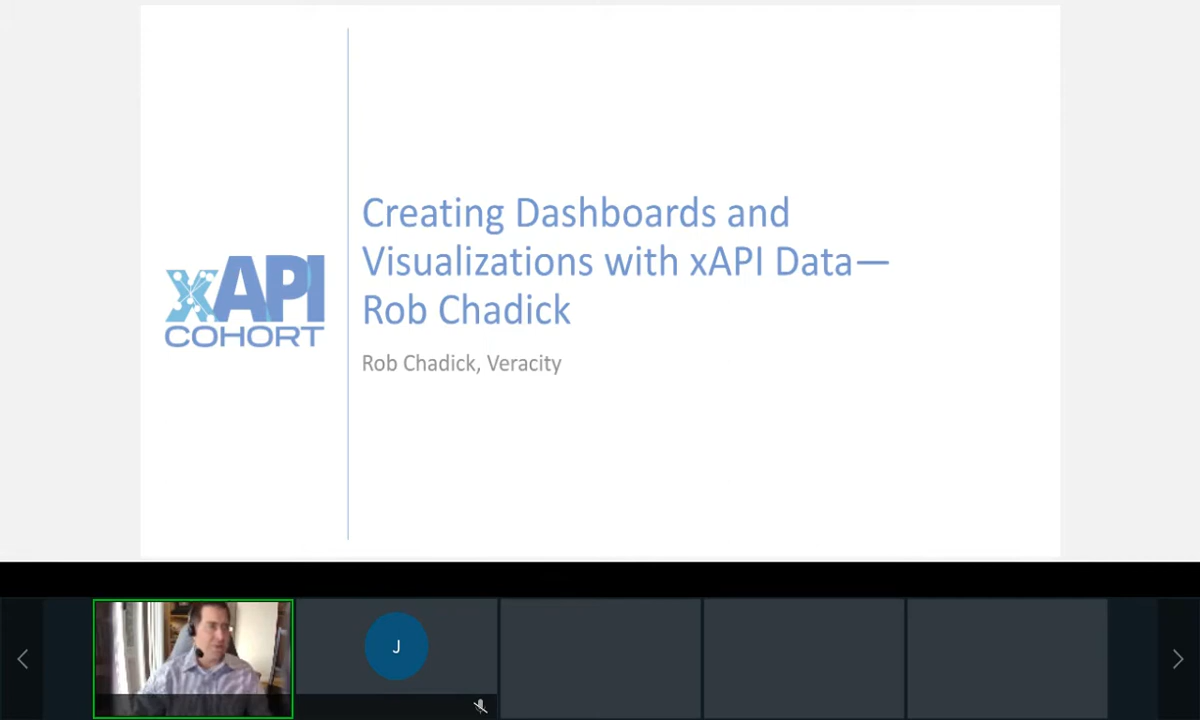 Creating Dashboards and
Visualizations with xAPI Data—
Rob Chadick
xAPI
COHORT
Rob Chadick, Veracity
J